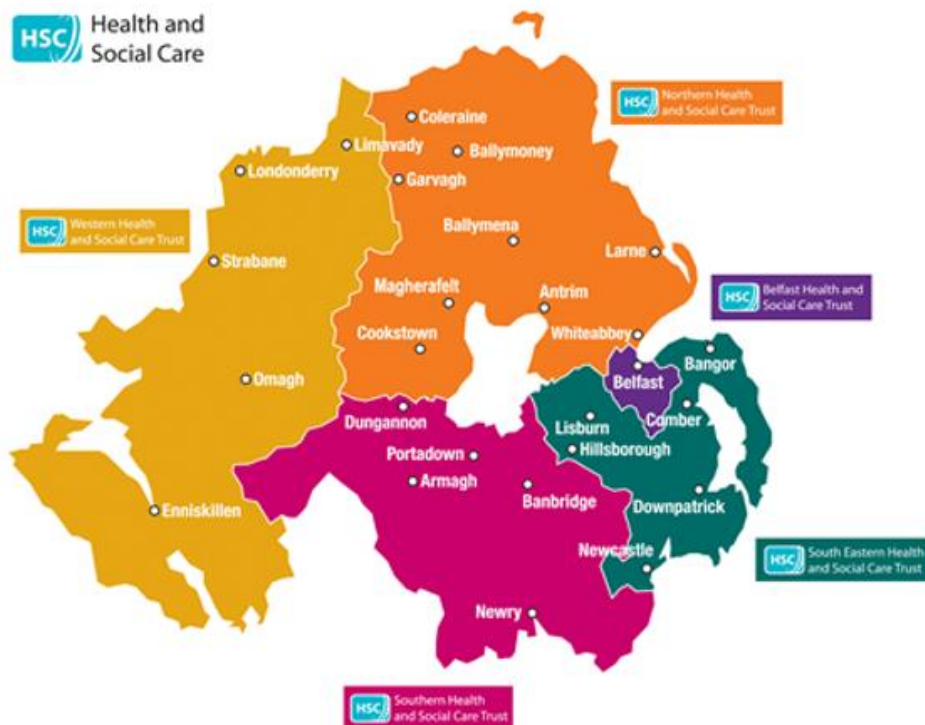 HSC Health and
Social Care
HSC Northern Health
and Social Care Trust
Coleraine
Limavady
Ballymoney
Londonderry
Garvagh
HSC Western Health
and Social Care Trust
Ballymena
Larne
Strabane
Magherafelt
Antrim
HSC Belfast Health and
Social Care Trust
Cookstown
Whiteabbey
Bangor
Omagh
Belfast
Dungannon
Comber
Lisburn
Portadown
Hillsborough
Armagh
Banbridge
Downpatrick
Enniskillen
Newcastle
HSC South Eastern Health
and Social Care Trust
Newry
HSC Southern Health
and Social Care Trust